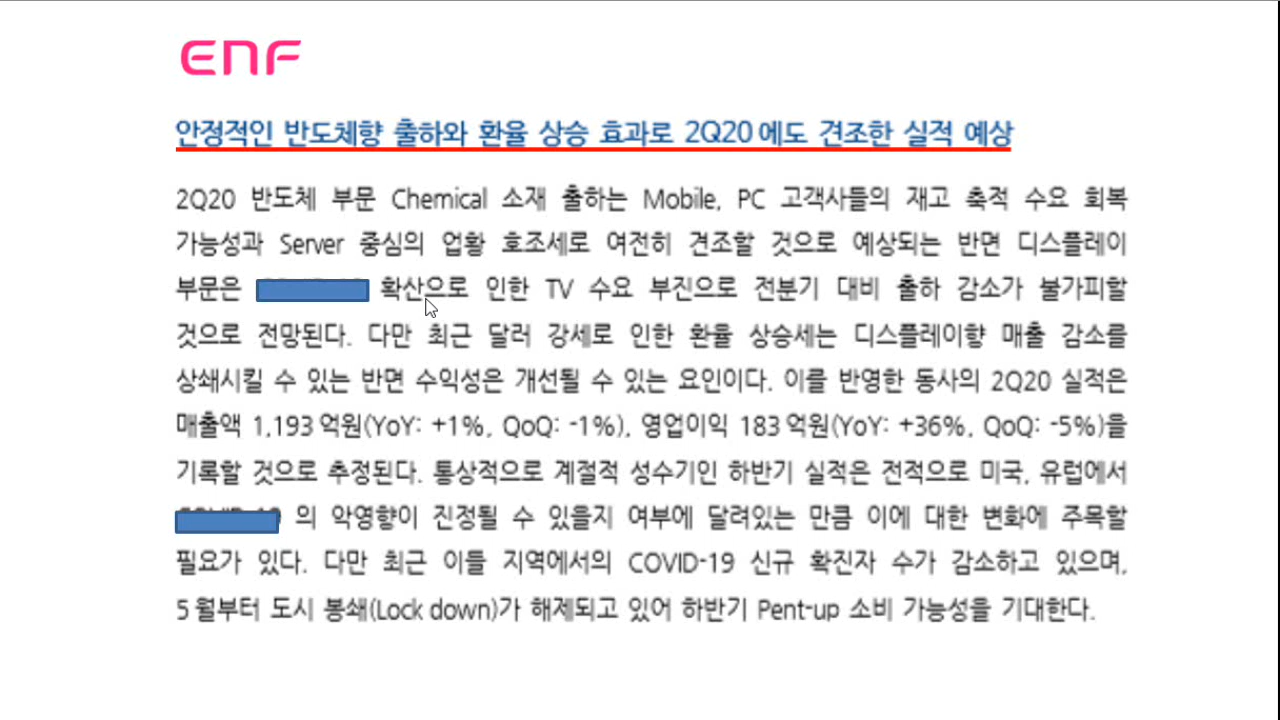 ENF
안정적인 반도체향 출하와 환율 상승 효과로 2Q20에도 견조한 실적 예상
2Q20 반도체 부문 Chemical 소재 출하는 Mobile, PC 고객사들의 재고 축적 수요 회복
가능성과 Server 중심의 업황 호조세로 여전히 견조할 것으로 예상되는 반면 디스플레이
부문은 확산으로 인한 TV 수요 부진으로 전분기 대비 출하 감소가 불가피할
것으로 전망된다. 다만 최근 달러 강세로 인한 환율 상승세는 디스플레이향 매출 감소를
상쇄시킬 수 있는 반면 수익성은 개선될 수 있는 요인이다. 이를 반영한 동사의 2Q20 실적은
매출액 1,193억원(YoY: +1%, QoQ: -1%), 영업이익 183억원(YoY: +36%, QoQ: -5%)을
기록할 것으로 추정된다. 통상적으로 계절적 성수기인 하반기 실적은 전적으로 미국, 유럽에서
의 악영향이 진정될 수 있을지 여부에 달려있는 만큼 이에 대한 변화에 주목할
필요가 있다. 다만 최근 이들 지역에서의 COVID-19 신규 확진자 수가 감소하고 있으며,
5월부터 도시 봉쇄(Lock down)가 해제되고 있어 하반기 Pent-up 소비 가능성을 기대한다.